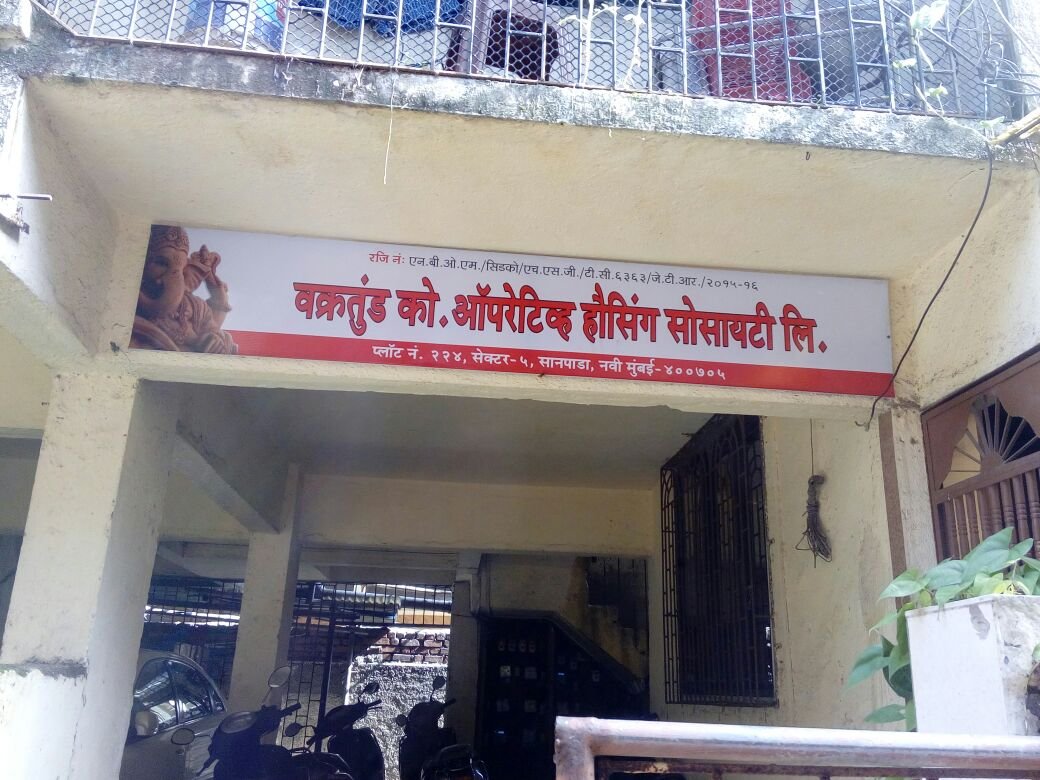 रजि नं: एन.बी.ओ.एम./सिडको/एच.एस.जी./टी.सी.६३६३/जे.टी.आर./२०१५-१६
वक्रतुंड को.ऑपरेटिव्ह हौसिंग सोसायटी लि.
प्लॉट नं. २२४, सेक्टर-५, सानपाडा, नवी मुंबई-४००७०५